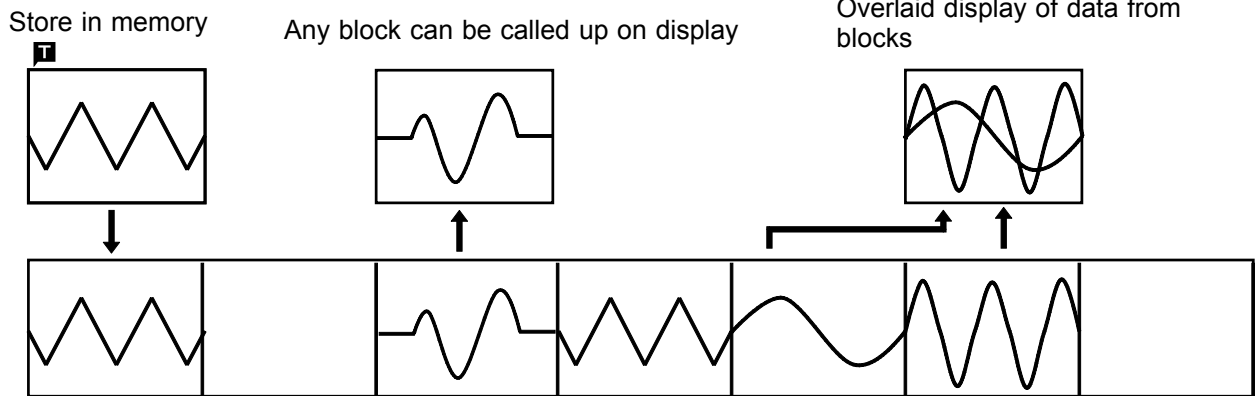 Store in memory
T
Any block can be called up on display
Overlaid display of data from
blocks